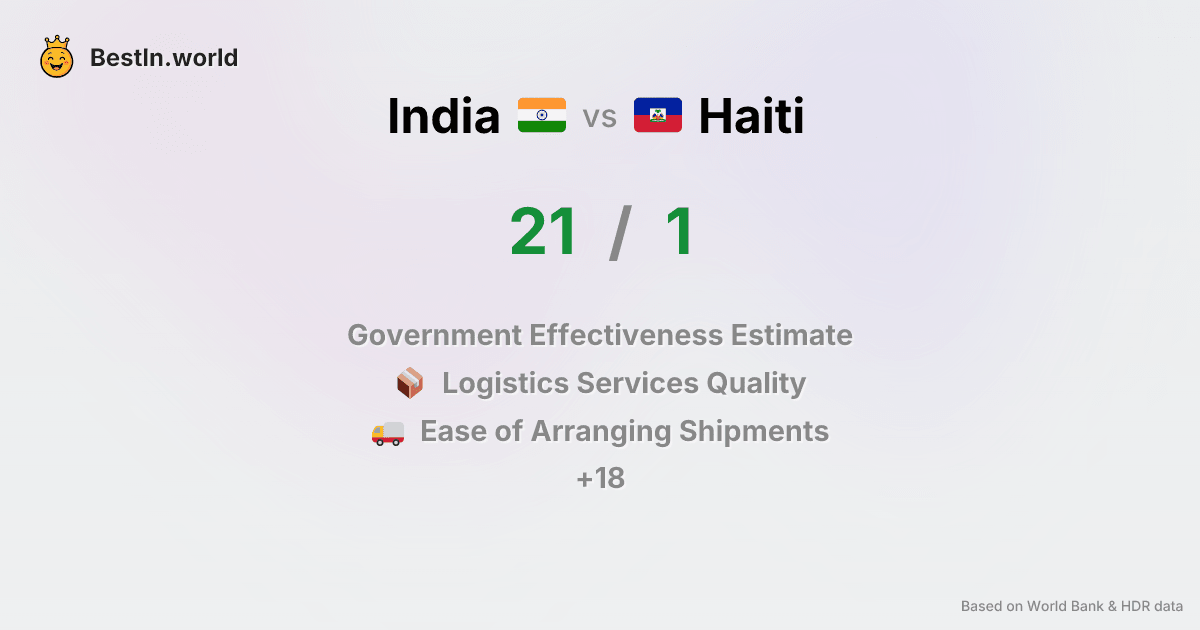 BestIn.world
India vs Haiti
21 / 1
Government Effectiveness Estimate
Logistics Services Quality
Ease of Arranging Shipments
+18
Based on World Bank & HDR data